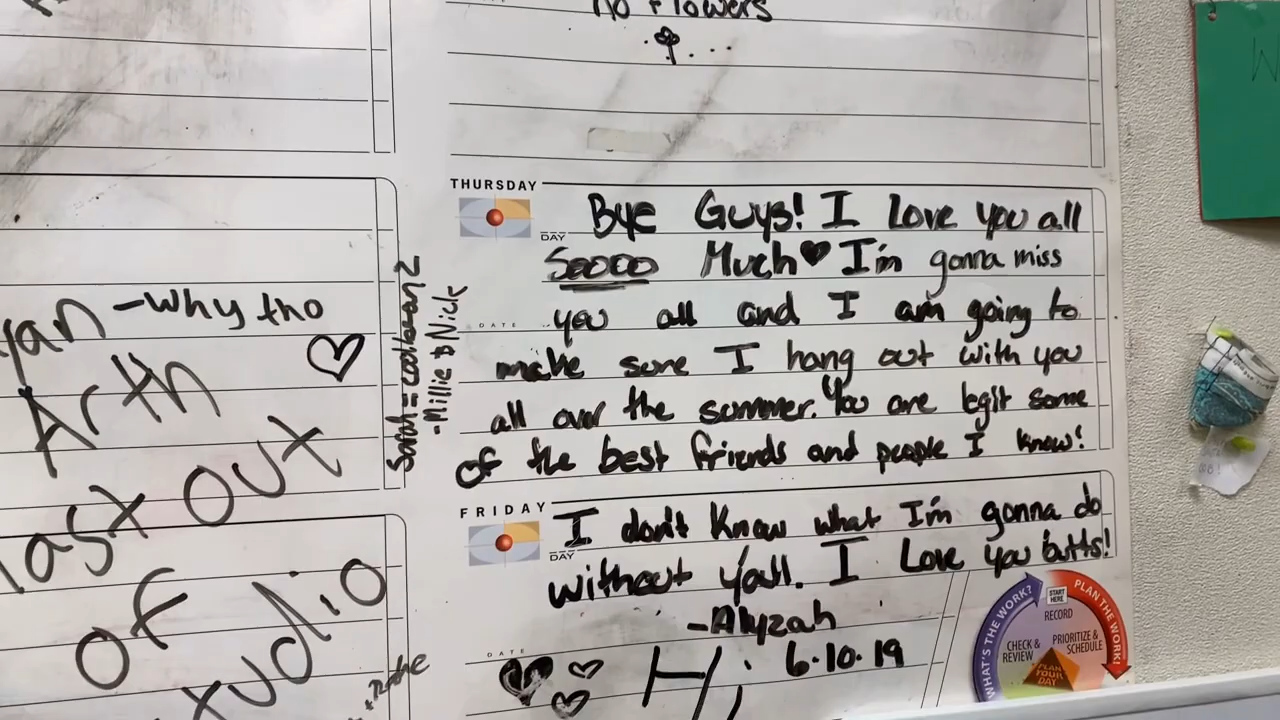 no flowers
THURSDAY
DAY
Bye Guys! I Love you all
Soooo Much♥ I'm gonna miss
DATE
you all and I am going to
make sure I hang out with you
all over the summer. You are legit some
of the best friends and people I know!
FRIDAY
DAY
I don't know what I'm gonna do
without y'all. I Love you butts!
-Alyzah
DATE
Hi
6.10.19
-why tho
Arth
last out
of
Sarah = coolbean 2
-Millie & Nick
WHAT'S THE WORK?
PLAN THE WORK!
START HERE
RECORD
PRIORITIZE & SCHEDULE
CHECK & REVIEW
PLAN YOUR DAY
W